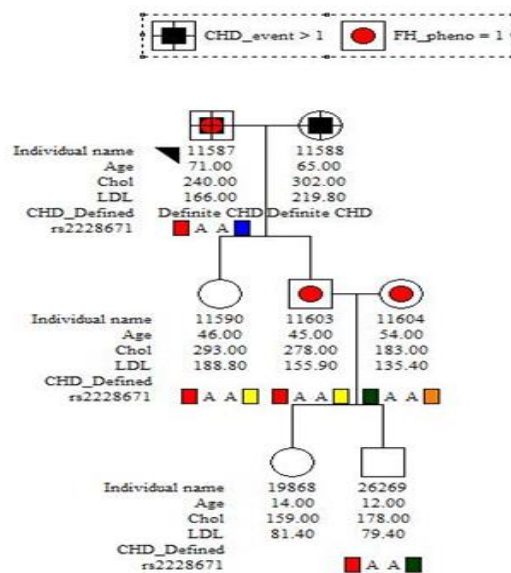 CHD_event > 1 FH_pheno = 1
Individual name 11587 11588
Age 71.00 65.00
Chol 240.00 302.00
LDL 166.00 219.80
CHD_Defined Definite CHD Definite CHD
rs2228671 A A
Individual name 11590 11603 11604
Age 46.00 45.00 54.00
Chol 293.00 278.00 183.00
LDL 188.80 155.90 135.40
CHD_Defined
rs2228671 A A A A A A
Individual name 19868 26269
Age 14.00 12.00
Chol 159.00 178.00
LDL 81.40 79.40
CHD_Defined
rs2228671 A A